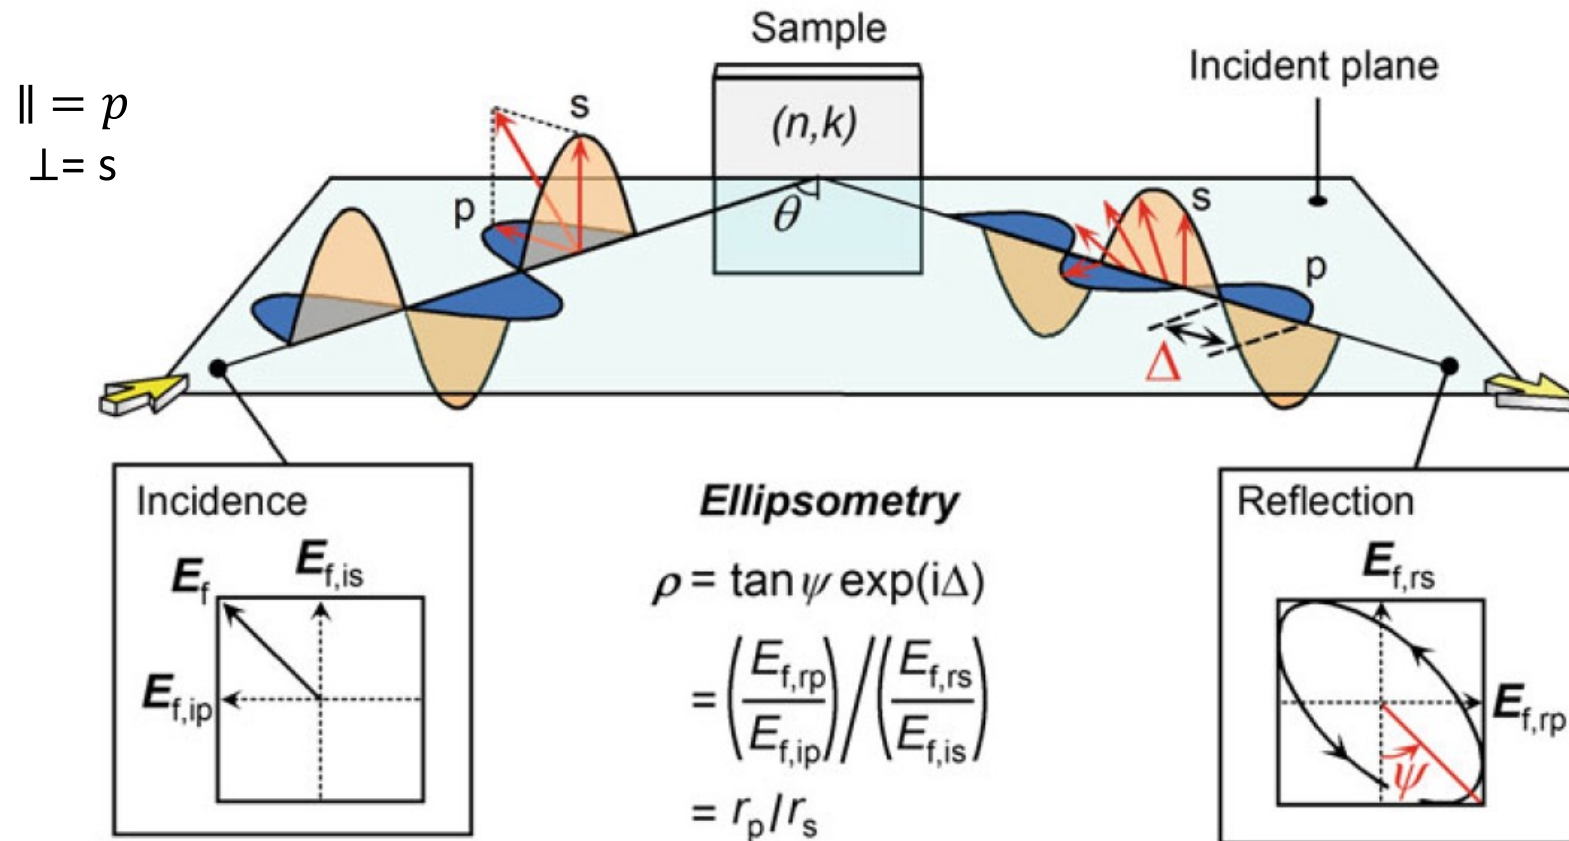 Sample
Incident plane
∥ = p
⊥= s
s
(n,k)
p
θ
s
p
Δ
Incidence
E_f
E_f,is
E_f,ip
Ellipsometry
ρ = tan ψ exp(iΔ)
= (E_f,rp / E_f,ip) / (E_f,rs / E_f,is)
= r_p/r_s
Reflection
E_f,rs
E_f,rp
ψ